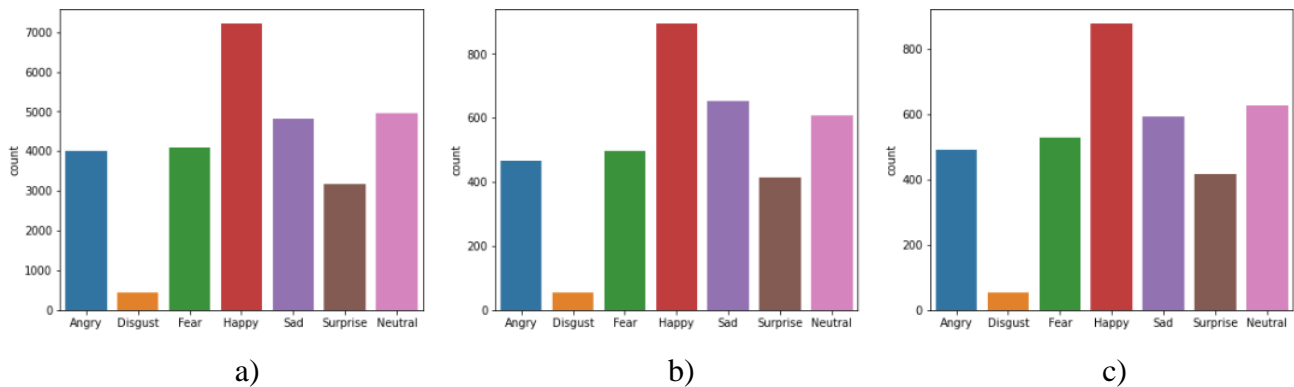 7000
6000
5000
4000
3000
2000
1000
0
count
Angry Disgust Fear Happy Sad Surprise Neutral
a)
800
600
400
200
0
count
Angry Disgust Fear Happy Sad Surprise Neutral
b)
800
600
400
200
0
count
Angry Disgust Fear Happy Sad Surprise Neutral
c)